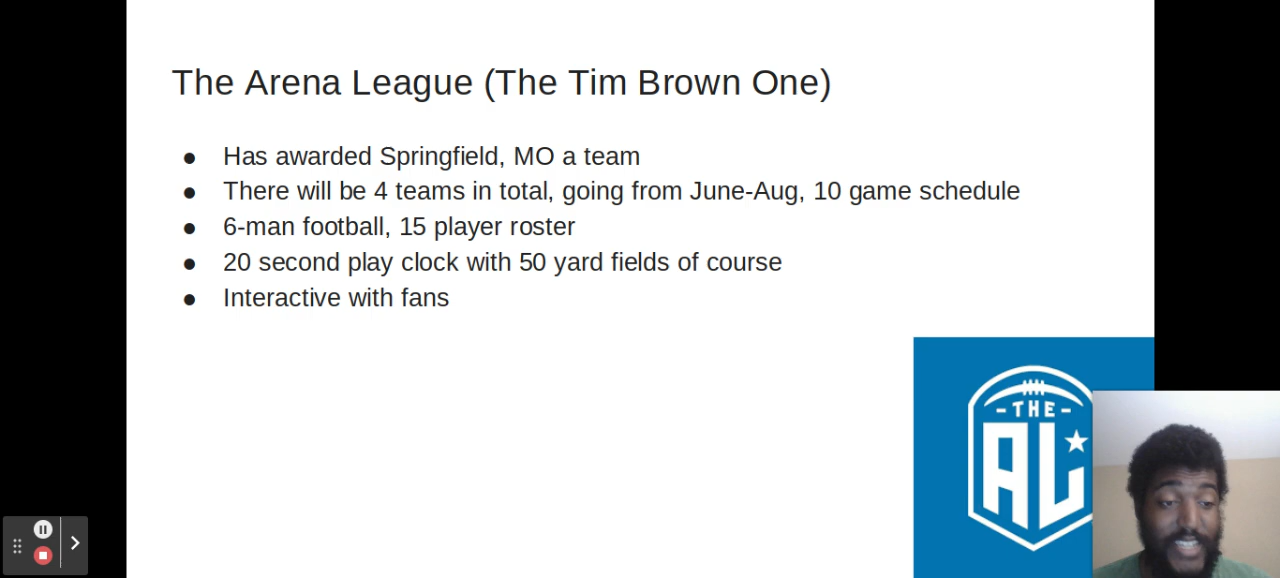 The Arena League (The Tim Brown One)
● Has awarded Springfield, MO a team
● There will be 4 teams in total, going from June-Aug, 10 game schedule
● 6-man football, 15 player roster
● 20 second play clock with 50 yard fields of course
● Interactive with fans
-THE-
AL